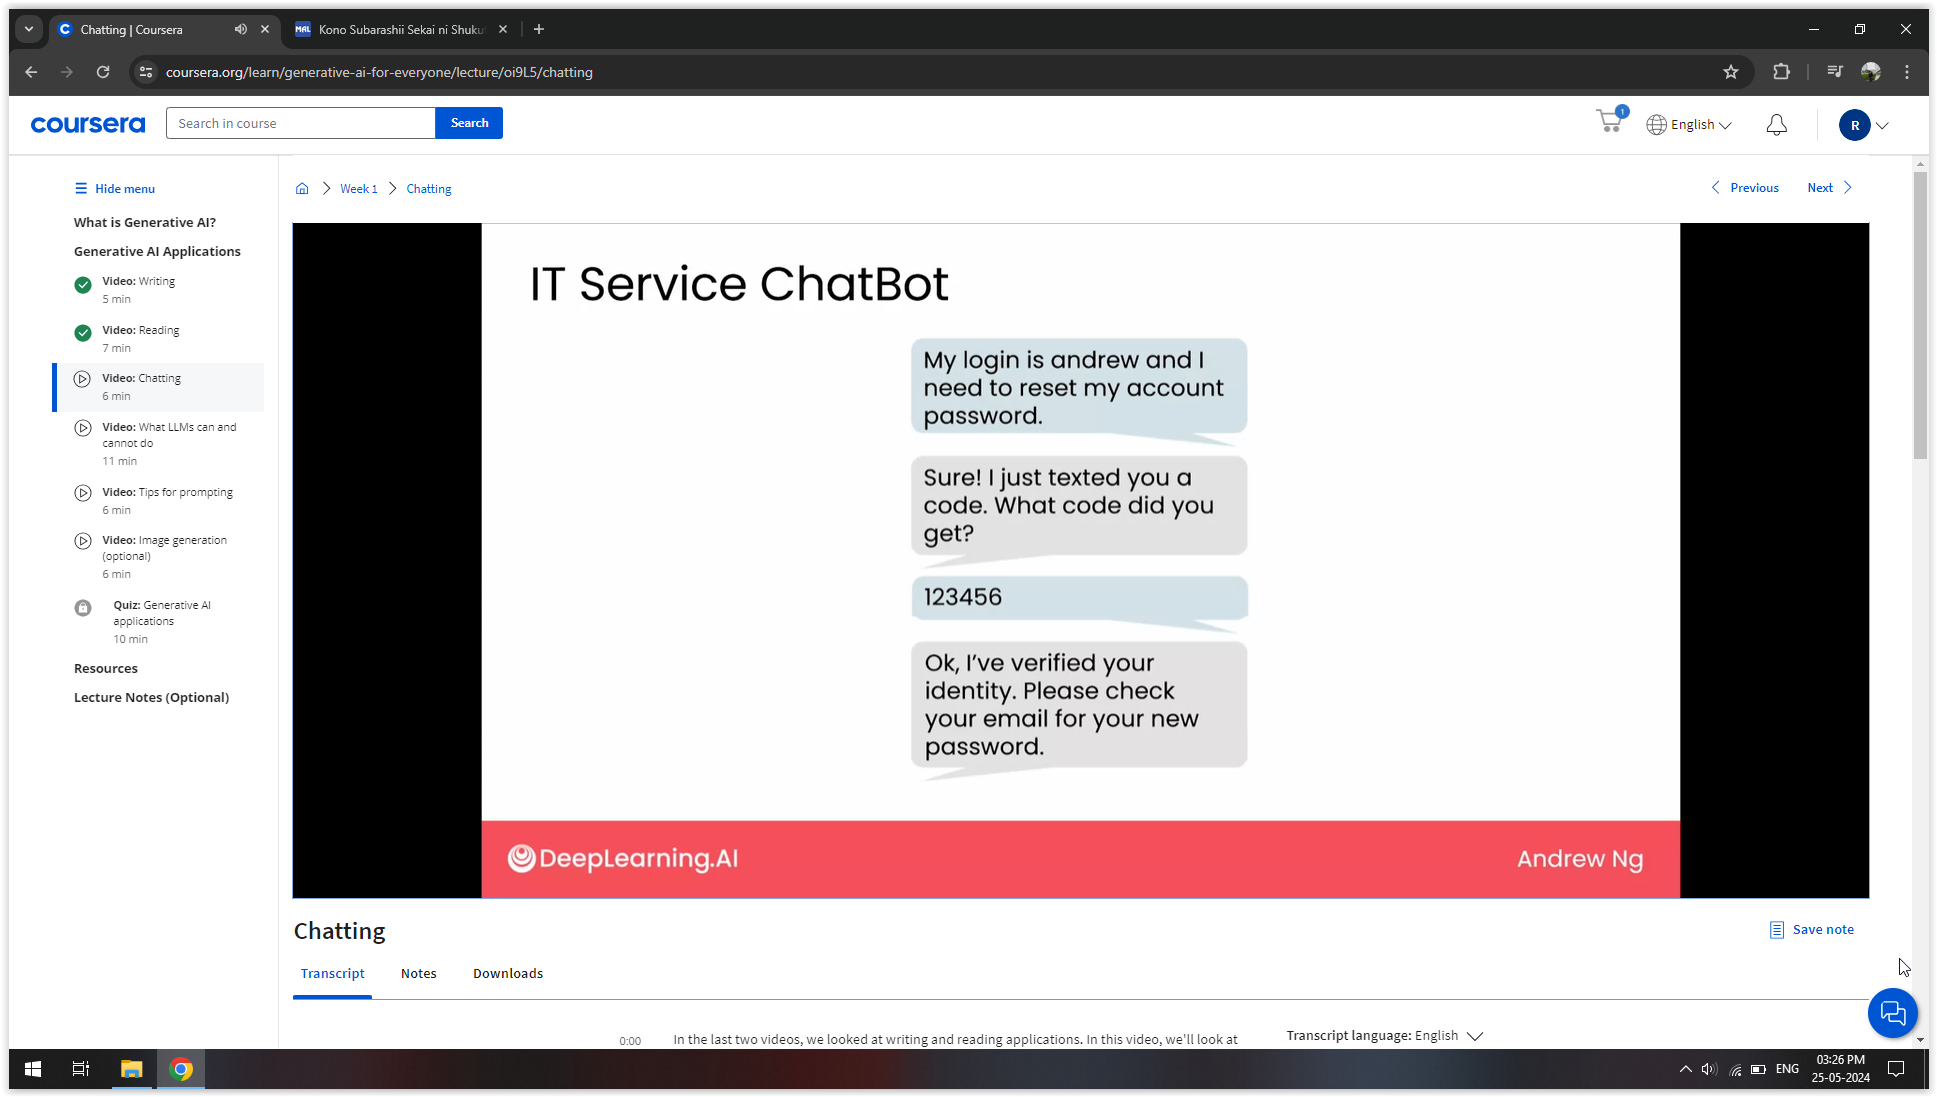 Chatting | Coursera
MAL Kono Subarashii Sekai ni Shuku
coursera.org/learn/generative-ai-for-everyone/lecture/oi9L5/chatting
coursera
Search in course
Search
1
English
R
Hide menu
What is Generative AI?
Generative AI Applications
Video: Writing
5 min
Video: Reading
7 min
Video: Chatting
6 min
Video: What LLMs can and
cannot do
11 min
Video: Tips for prompting
6 min
Video: Image generation
(optional)
6 min
Quiz: Generative AI
applications
10 min
Resources
Lecture Notes (Optional)
Week 1
Chatting
Previous
Next
IT Service ChatBot
My login is andrew and I
need to reset my account
password.
Sure! I just texted you a
code. What code did you
get?
123456
Ok, I've verified your
identity. Please check
your email for your new
password.
DeepLearning.AI
Andrew Ng
Chatting
Save note
Transcript
Notes
Downloads
0:00
In the last two videos, we looked at writing and reading applications. In this video, we'll look at
Transcript language: English
ENG
03:26 PM
25-05-2024